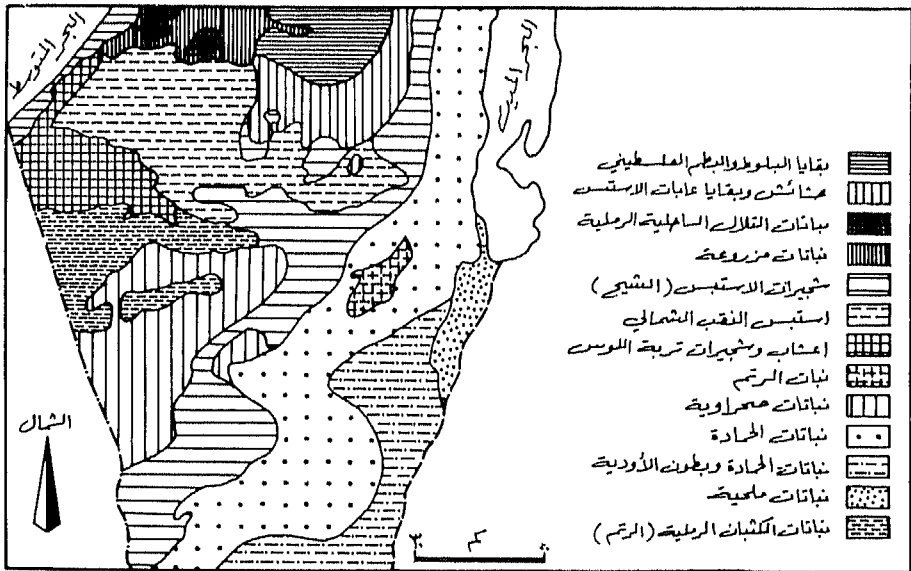 البحر المتوسط
البحر الميت
بقايا البلوط والبطم الفلسطيني
حشائش وبقايا غابات الاستبس
نباتات التلال الساحلية الرملية
نباتات مزروعة
شجيرات الاستبس (الشيح)
استبس النقب الشمالي
اعشاب وشجيرات تربة اللوس
نبات الرتم
نباتات صحراوية
نباتات الحمادة
نباتات الحمادة وبطون الأودية
نباتات ملحية
نباتات الكثبان الرملية (الرتم)
الشمال
كم